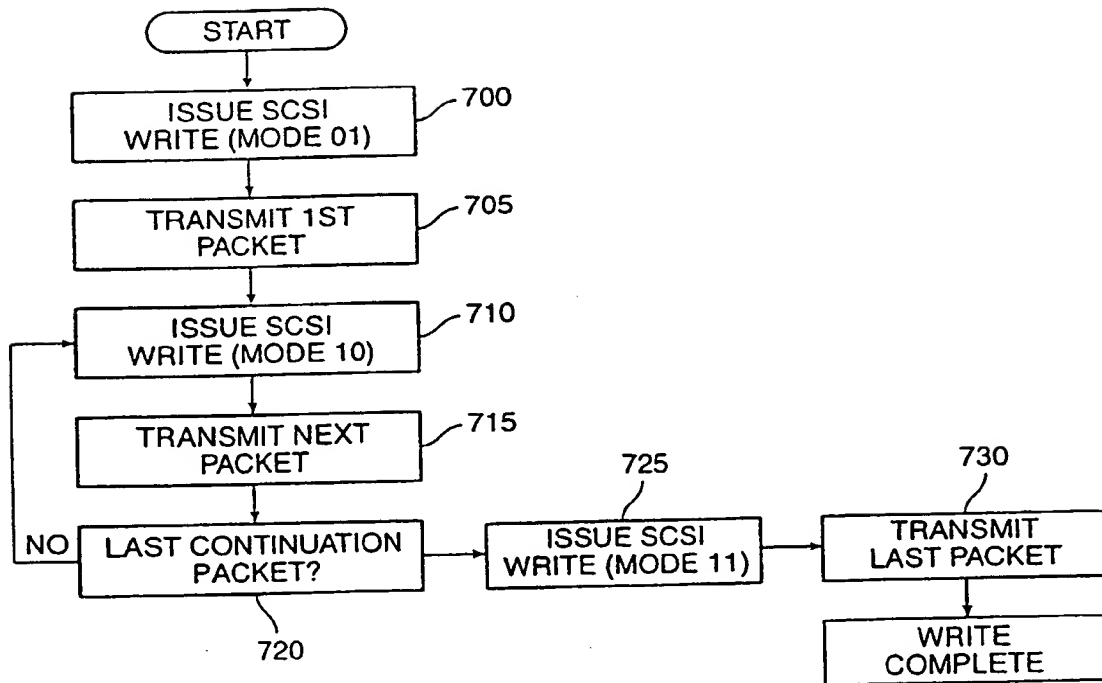 START
ISSUE SCSI
WRITE (MODE 01)
700
TRANSMIT 1ST
PACKET
705
ISSUE SCSI
WRITE (MODE 10)
710
TRANSMIT NEXT
PACKET
715
NO
LAST CONTINUATION
PACKET?
720
725
ISSUE SCSI
WRITE (MODE 11)
730
TRANSMIT
LAST PACKET
WRITE
COMPLETE